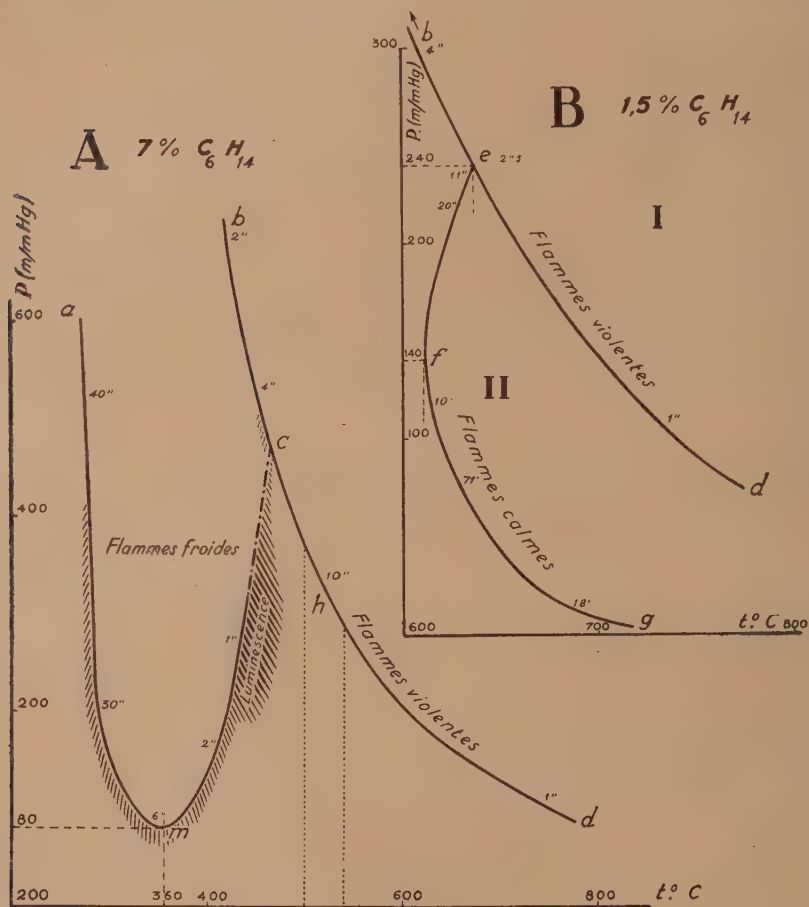 A 7% C6H14
P(m/mHg)
600
400
200
80
200
360
400
600
800
t.° C
a
40"
30"
6"
m
2"
1"
Flammes froides
Luminescence
b
2"
4"
c
10"
h
Flammes violentes
1"
d
B 1,5% C6H14
P.(m/mHg)
300
240
200
140
100
600
700
800
t.° C
b
4"
e 2"5
11"
20"
I
Flammes violentes
1"
d
f
II
10'
71'
Flammes calmes
18'
g